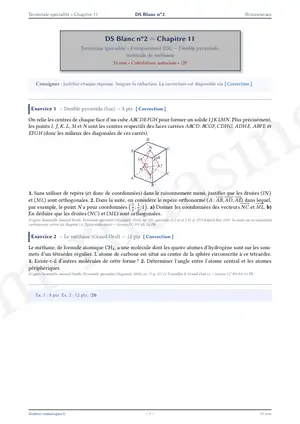 Terminale spécialité • Chapitre 11
DS Blanc n°2
DS Blanc n°2 — Chapitre 11
Terminale spécialité • Entraînement DS2 — Double pyramide,
molécule de méthane
55 min • Calculatrice autorisée • /20
Consignes : Justifier chaque réponse. Soigner la rédaction. La correction est disponible via [ Correction ].
Exercice 1 — Double pyramide (bac) — 8 pts [ Correction ]
On relie les centres de chaque face d'un cube ABCDEFGH pour former un solide IJKLMN. Plus précisément,
les points I, J, K, L, M et N sont les centres respectifs des faces carrées ABCD, BCGF, CDHG, ADHE, ABFE et
EFGH (donc les milieux des diagonales de ces carrés).
1. Sans utiliser de repère (et donc de coordonnées) dans le raisonnement mené, justifier que les droites (IN)
et (ML) sont orthogonales. 2. Dans la suite, on considère le repère orthonormé (A ; AB, AD, AE) dans lequel,
par exemple, le point N a pour coordonnées (1/2 ; 1/2 ; 1). a) Donner les coordonnées des vecteurs NC et ML. b)
En déduire que les droites (NC) et (ML) sont orthogonales.
Exercice 2 — Le méthane (Grand Oral) — 12 pts [ Correction ]
Le méthane, de formule atomique CH₄, a une molécule dont les quatre atomes d'hydrogène sont sur les som-
mets d'un tétraèdre régulier. L'atome de carbone est situé au centre de la sphère circonscrite à ce tétraèdre.
1. Existe-t-il d'autres molécules de cette forme ? 2. Déterminer l'angle entre l'atome central et les atomes
périphériques.
Ex. 1 : 8 pts Ex. 2 : 12 pts /20
- 1 -
55 min